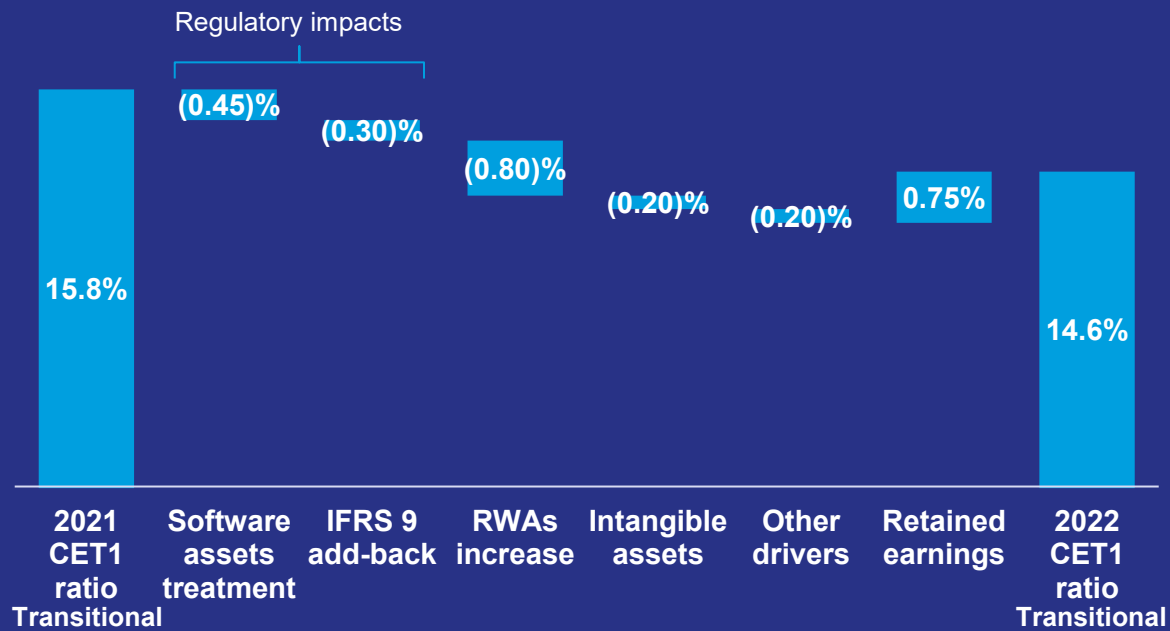 Regulatory impacts
(0.45)%
(0.30)%
(0.80)%
(0.20)%
(0.20)%
0.75%
15.8%
14.6%
2021
CET1
ratio
Transitional
Software
assets
treatment
IFRS 9
add-back
RWAs
increase
Intangible
assets
Other
drivers
Retained
earnings
2022
CET1
ratio
Transitional